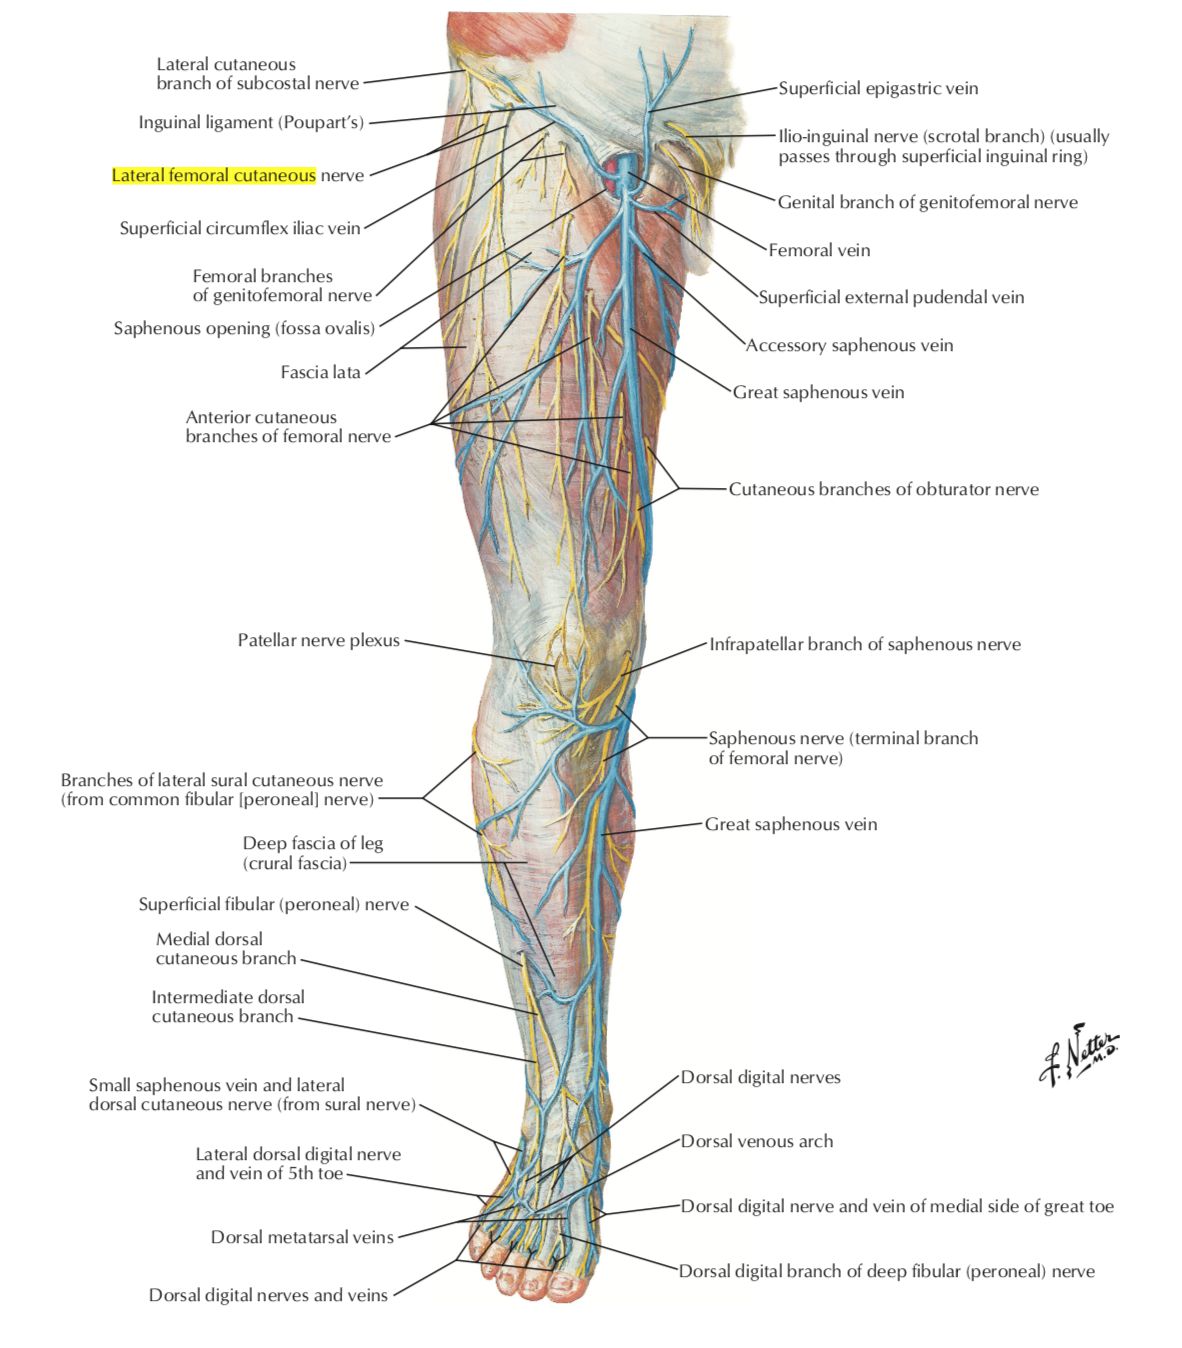 Lateral cutaneous
branch of subcostal nerve
Inguinal ligament (Poupart’s)
Lateral femoral cutaneous nerve
Superficial circumflex iliac vein
Femoral branches
of genitofemoral nerve
Saphenous opening (fossa ovalis)
Fascia lata
Anterior cutaneous
branches of femoral nerve
Patellar nerve plexus
Branches of lateral sural cutaneous nerve
(from common fibular [peroneal] nerve)
Deep fascia of leg
(crural fascia)
Superficial fibular (peroneal) nerve
Medial dorsal
cutaneous branch
Intermediate dorsal
cutaneous branch
Small saphenous vein and lateral
dorsal cutaneous nerve (from sural nerve)
Lateral dorsal digital nerve
and vein of 5th toe
Dorsal metatarsal veins
Dorsal digital nerves and veins
Superficial epigastric vein
Ilio-inguinal nerve (scrotal branch) (usually
passes through superficial inguinal ring)
Genital branch of genitofemoral nerve
Femoral vein
Superficial external pudendal vein
Accessory saphenous vein
Great saphenous vein
Cutaneous branches of obturator nerve
Infrapatellar branch of saphenous nerve
Saphenous nerve (terminal branch
of femoral nerve)
Great saphenous vein
Dorsal digital nerves
Dorsal venous arch
Dorsal digital nerve and vein of medial side of great toe
Dorsal digital branch of deep fibular (peroneal) nerve
F. Netter
M.D.